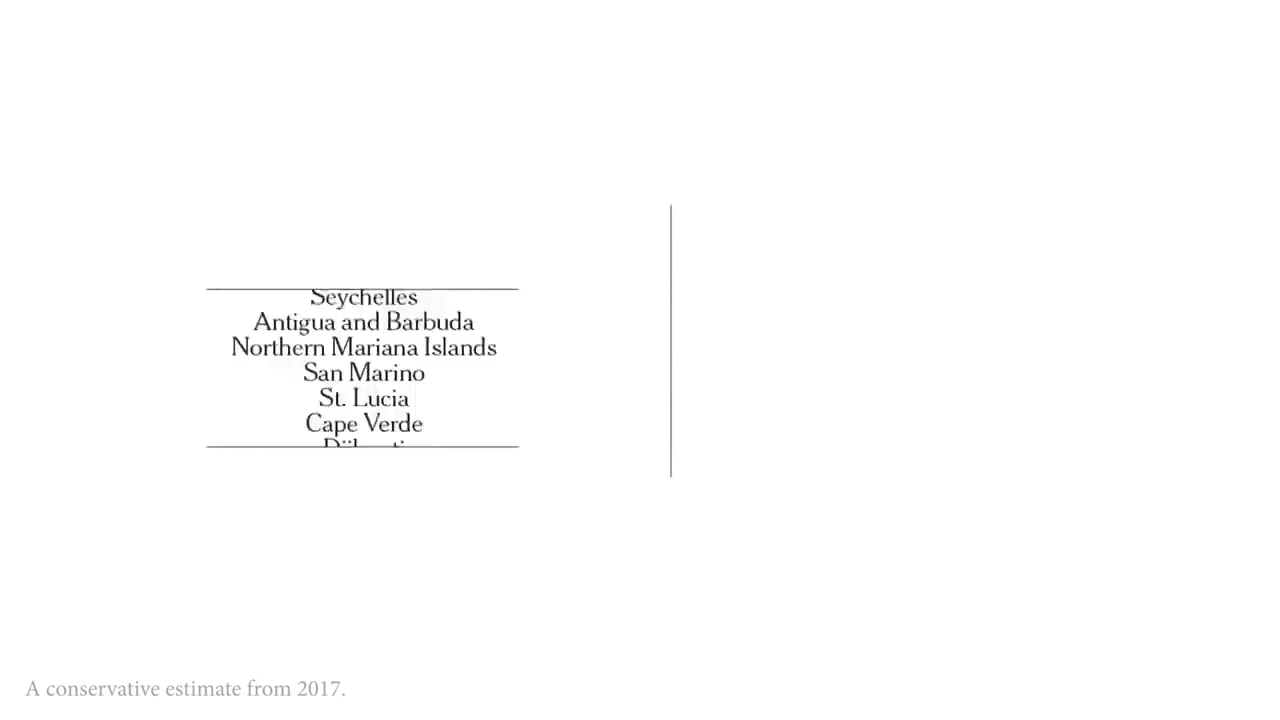 Seychelles
Antigua and Barbuda
Northern Mariana Islands
San Marino
St. Lucia
Cape Verde
A conservative estimate from 2017.